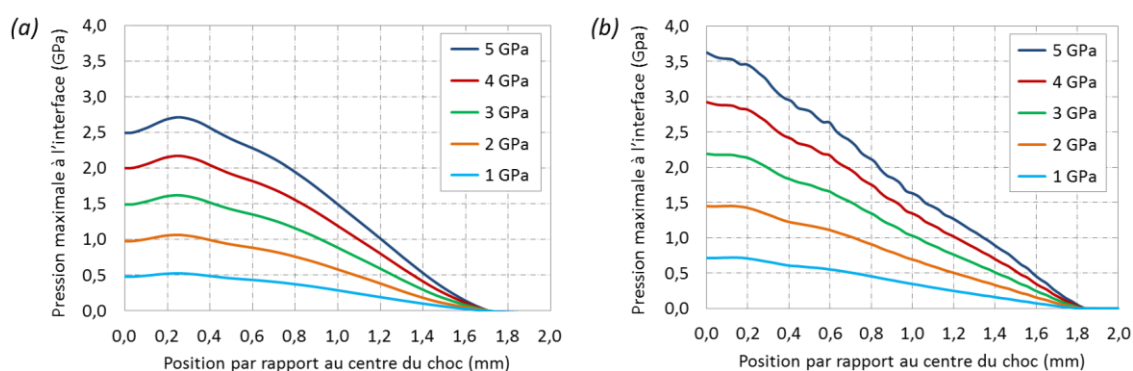 (a)
Pression maximale à l'interface (GPa)
4,0
3,5
3,0
2,5
2,0
1,5
1,0
0,5
0,0
5 GPa
4 GPa
3 GPa
2 GPa
1 GPa
0,0 0,2 0,4 0,6 0,8 1,0 1,2 1,4 1,6 1,8 2,0
Position par rapport au centre du choc (mm)
(b)
Pression maximale à l'interface (Gpa)
4,0
3,5
3,0
2,5
2,0
1,5
1,0
0,5
0,0
5 GPa
4 GPa
3 GPa
2 GPa
1 GPa
0,0 0,2 0,4 0,6 0,8 1,0 1,2 1,4 1,6 1,8 2,0
Position par rapport au centre du choc (mm)